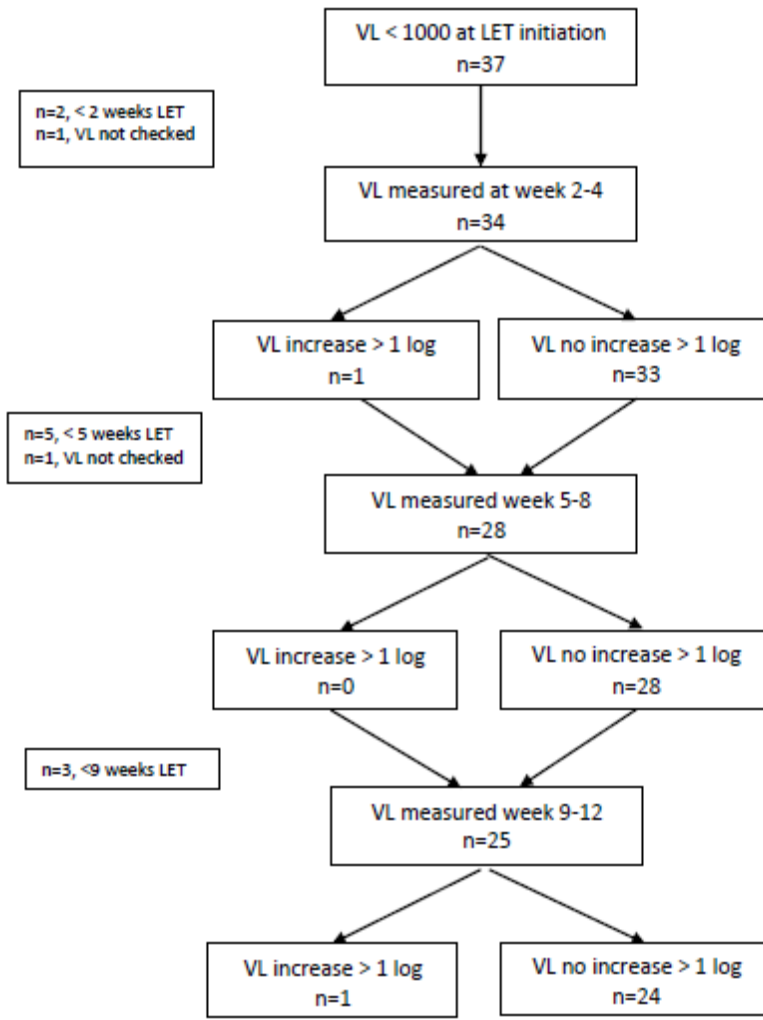 VL < 1000 at LET initiation
n=37
n=2, < 2 weeks LET
n=1, VL not checked
VL measured at week 2-4
n=34
VL increase > 1 log
n=1
VL no increase > 1 log
n=33
n=5, < 5 weeks LET
n=1, VL not checked
VL measured week 5-8
n=28
VL increase > 1 log
n=0
VL no increase > 1 log
n=28
n=3, <9 weeks LET
VL measured week 9-12
n=25
VL increase > 1 log
n=1
VL no increase > 1 log
n=24